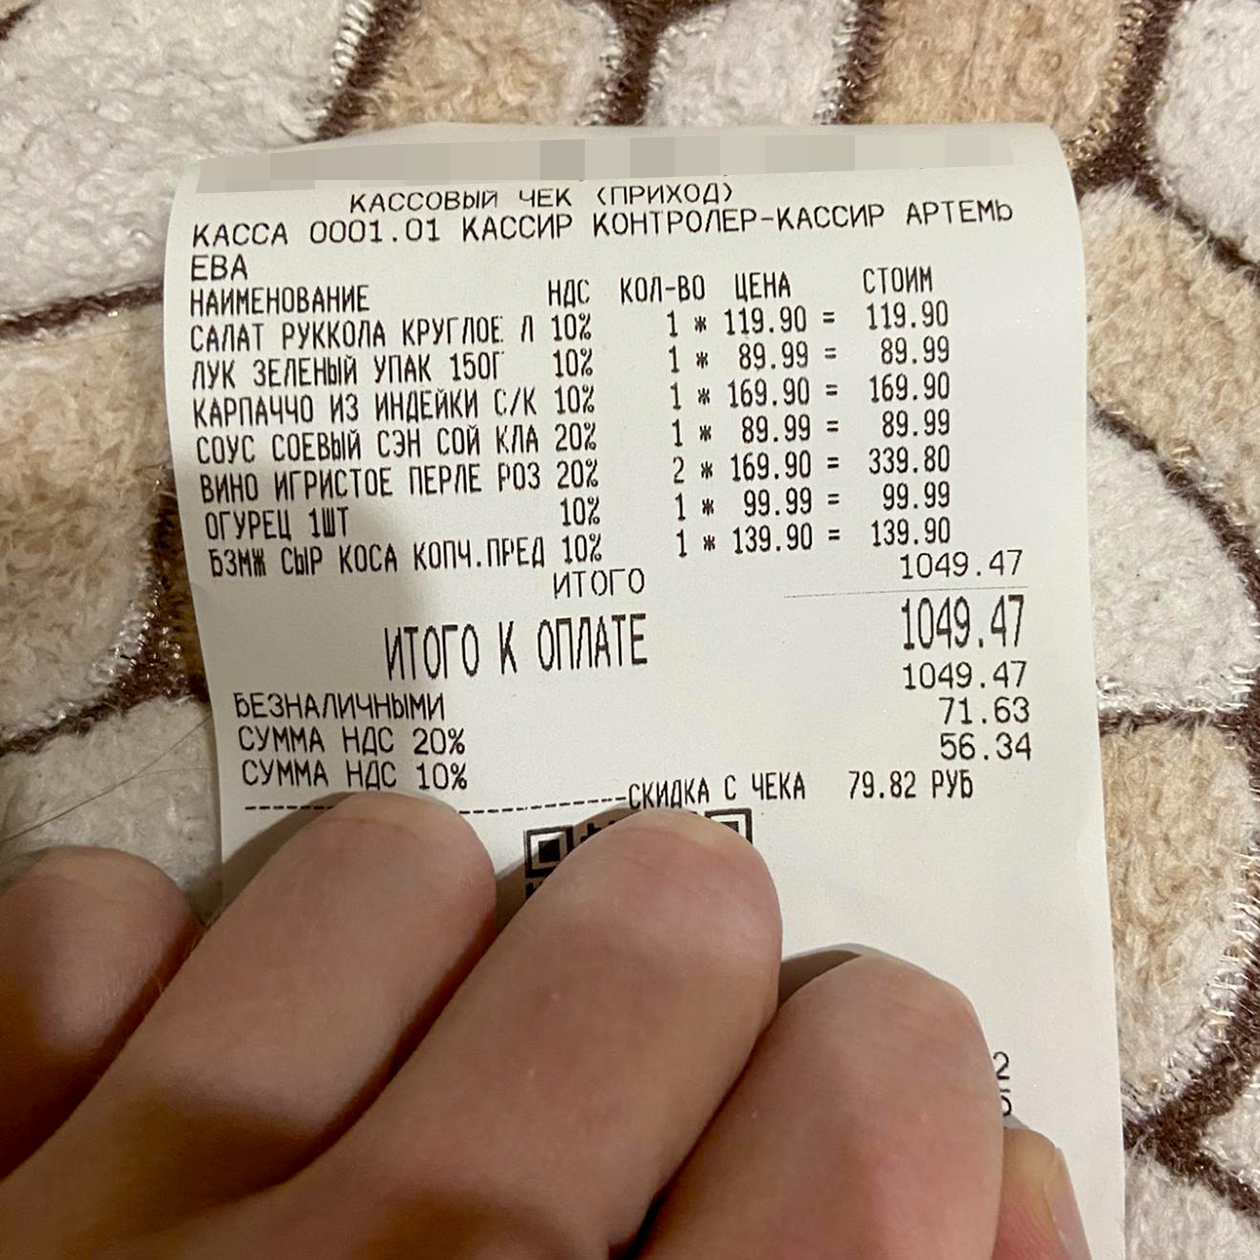 КАССОВЫЙ ЧЕК (ПРИХОД)
КАССА 0001.01 КАССИР КОНТРОЛЕР-КАССИР АРТЕМЬ
ЕВА
НАИМЕНОВАНИЕ НДС КОЛ-ВО ЦЕНА СТОИМ
САЛАТ РУККОЛА КРУГЛОЕ Л 10% 1 * 119.90 = 119.90
ЛУК ЗЕЛЕНЫЙ УПАК 150Г 10% 1 * 89.99 = 89.99
КАРПАЧЧО ИЗ ИНДЕЙКИ С/К 10% 1 * 169.90 = 169.90
СОУС СОЕВЫЙ СЭН СОЙ КЛА 20% 1 * 89.99 = 89.99
ВИНО ИГРИСТОЕ ПЕРЛЕ РОЗ 20% 2 * 169.90 = 339.80
ОГУРЕЦ 1ШТ 10% 1 * 99.99 = 99.99
БЗМЖ СЫР КОСА КОПЧ.ПРЕД 10% 1 * 139.90 = 139.90
ИТОГО 1049.47
ИТОГО К ОПЛАТЕ 1049.47
БЕЗНАЛИЧНЫМИ 1049.47
СУММА НДС 20% 71.63
СУММА НДС 10% 56.34
СКИДКА С ЧЕКА 79.82 РУБ
2